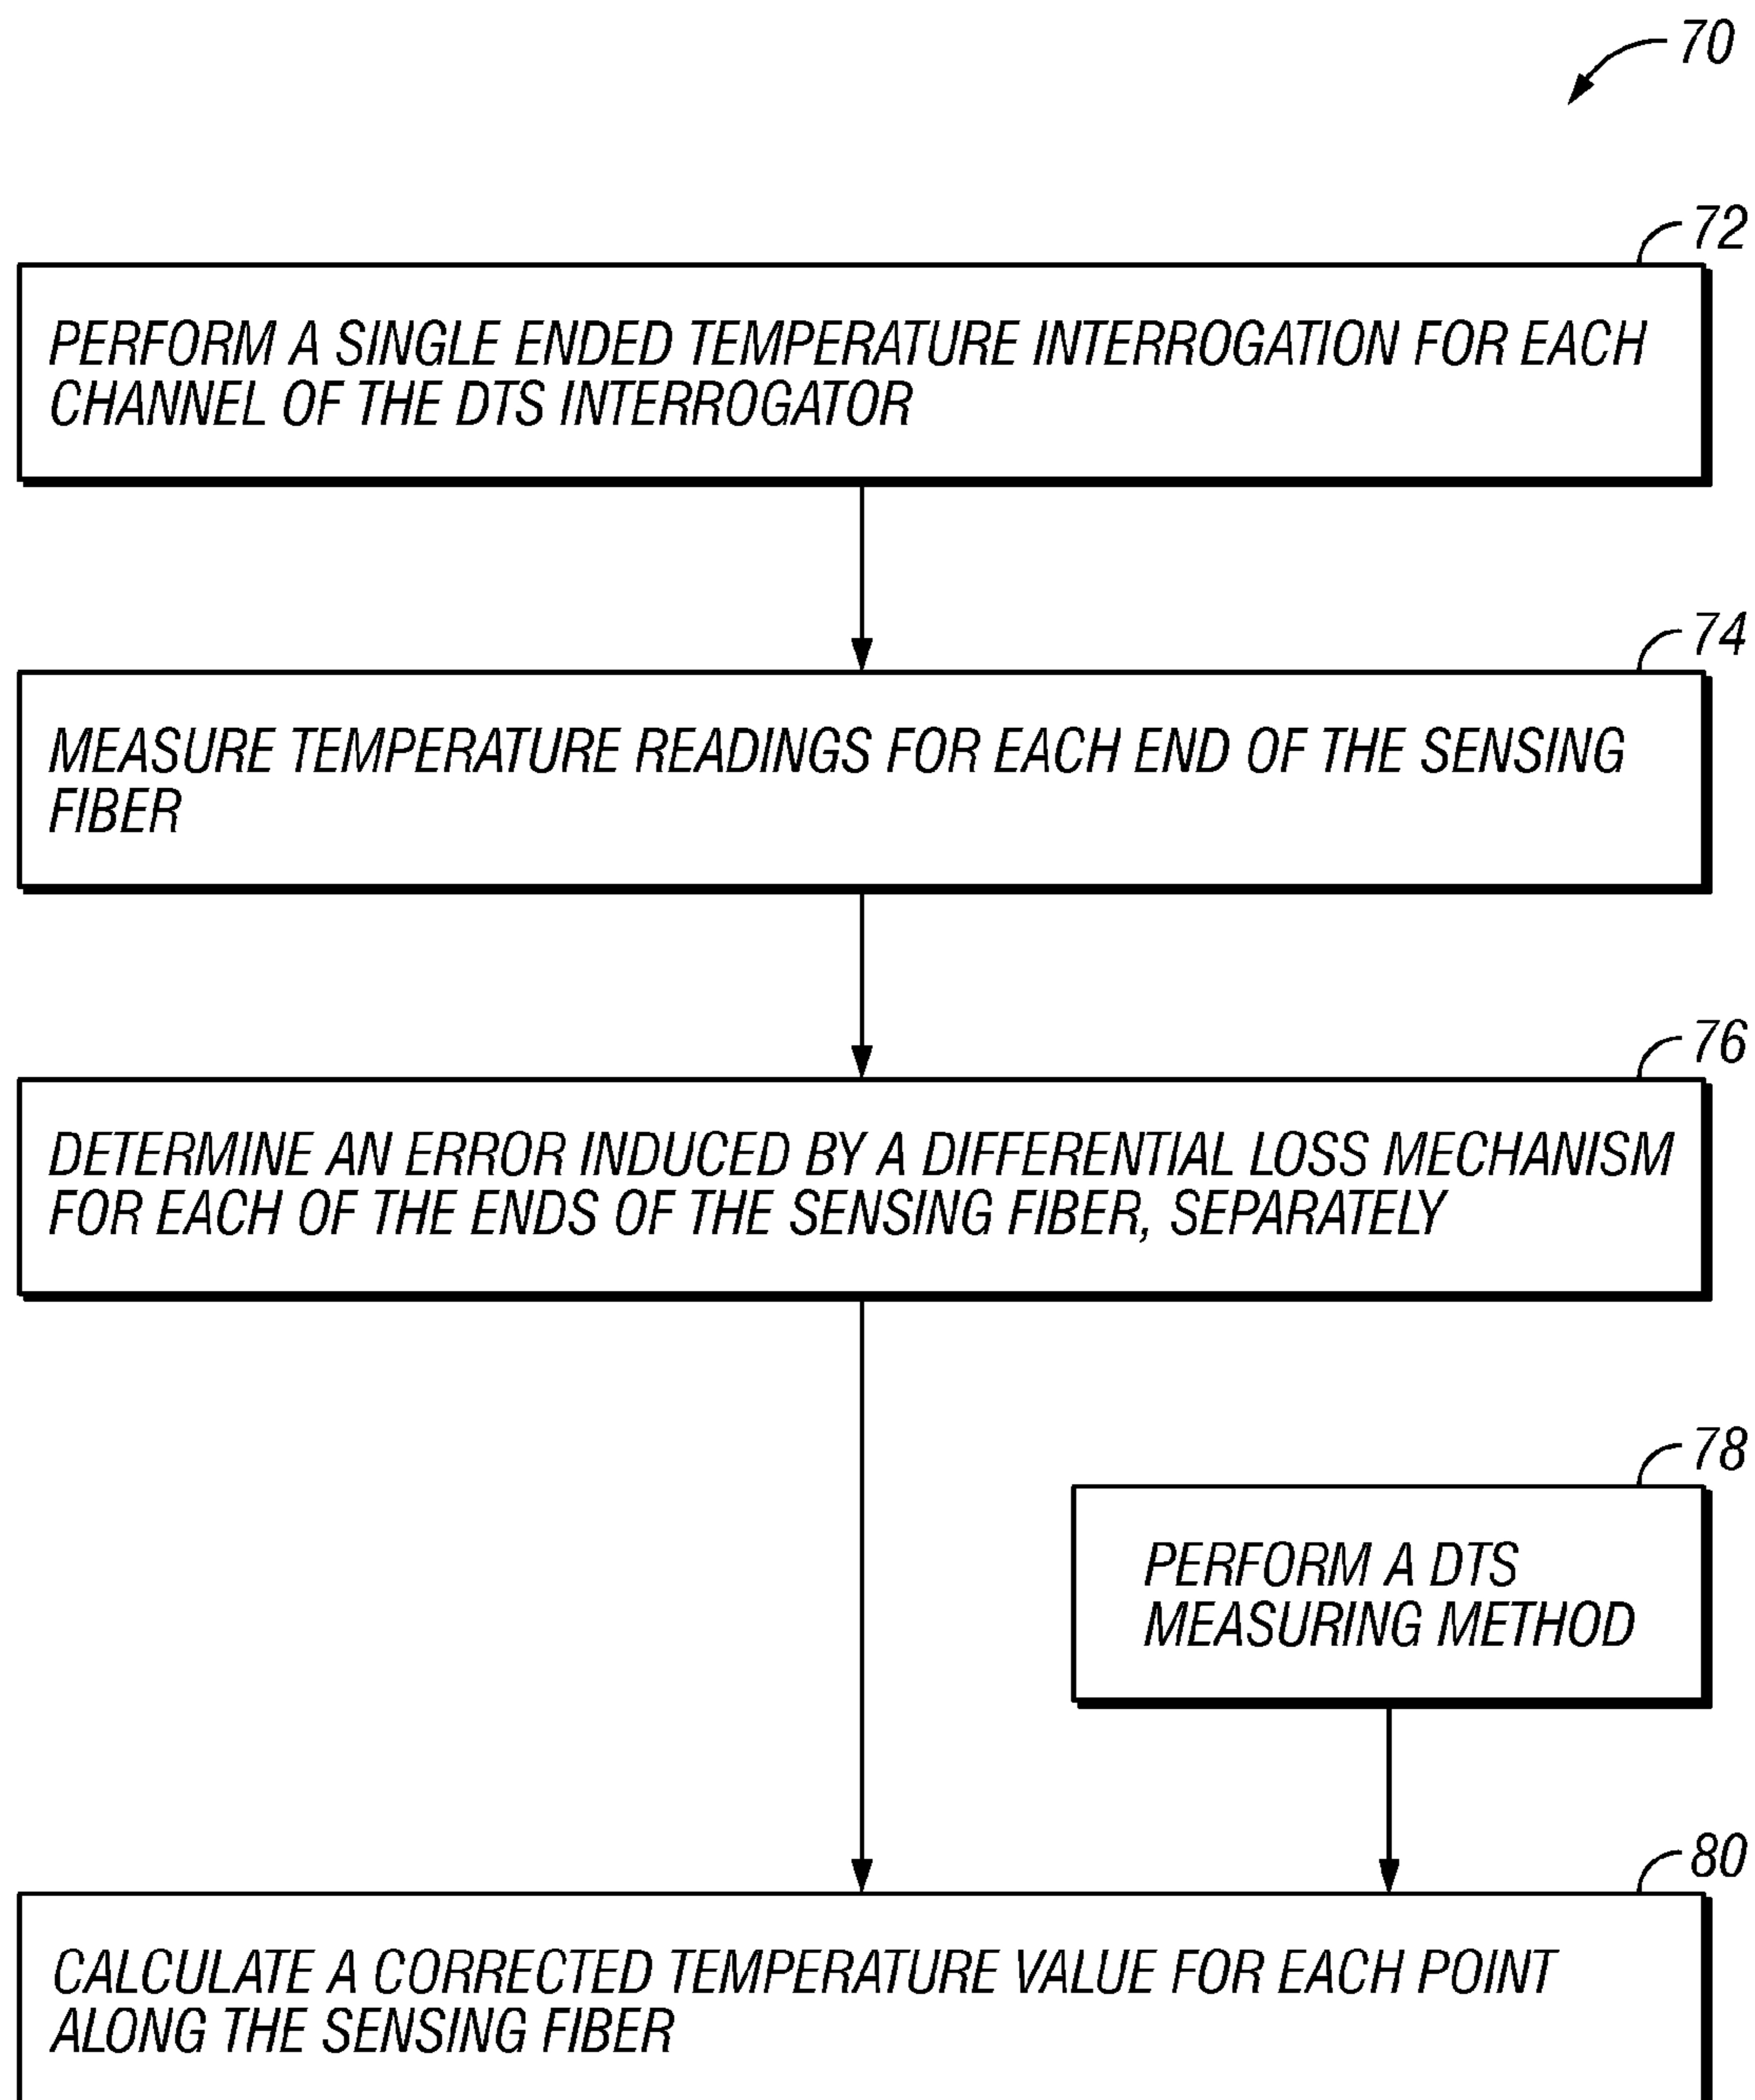 70
72
PERFORM A SINGLE ENDED TEMPERATURE INTERROGATION FOR EACH
CHANNEL OF THE DTS INTERROGATOR
74
MEASURE TEMPERATURE READINGS FOR EACH END OF THE SENSING
FIBER
76
DETERMINE AN ERROR INDUCED BY A DIFFERENTIAL LOSS MECHANISM
FOR EACH OF THE ENDS OF THE SENSING FIBER, SEPARATELY
78
PERFORM A DTS
MEASURING METHOD
80
CALCULATE A CORRECTED TEMPERATURE VALUE FOR EACH POINT
ALONG THE SENSING FIBER